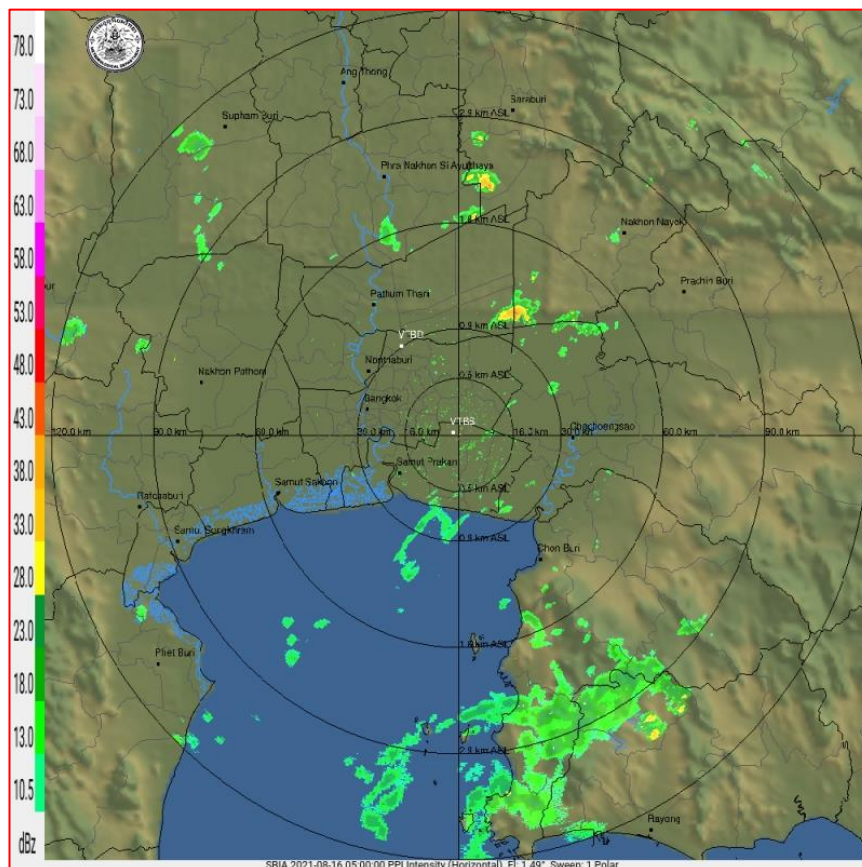 78.0
73.0
68.0
63.0
58.0
53.0
48.0
43.0
38.0
33.0
28.0
23.0
18.0
13.0
10.5
dBz
Ang Thong
Saraburi
2.9 km ASL
Suphan Buri
Phra Nakhon Si Ayutthaya
1.8 km ASL
Nakhon Nayok
Prachin Buri
Pathum Thani
0.9 km ASL
VTBD
Nonthaburi
Nakhon Pathom
0.5 km ASL
Bangkok
VTBS
Chachoengsao
120.0 km
90.0 km
60.0 km
30.0 km
16.0 km
16.0 km
30.0 km
60.0 km
90.0 km
Samut Prakan
0.5 km ASL
Samut Sakhon
Ratchaburi
Samut Songkhram
0.9 km ASL
Chon Buri
1.8 km ASL
Phet Buri
2.9 km ASL
Rayong
SBIA 2021-08-16 05:00:00 PPI Intensity (Horizontal), El: 1.49°, Sweep: 1 Polar